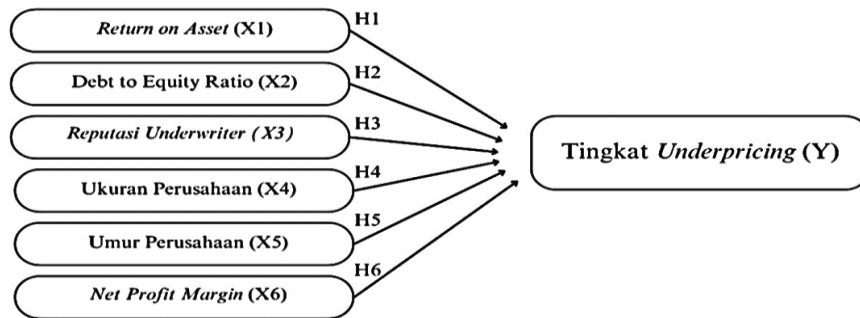 Return on Asset (X1)
H1
Debt to Equity Ratio (X2)
H2
Reputasi Underwriter (X3)
H3
Ukuran Perusahaan (X4)
H4
Umur Perusahaan (X5)
H5
Net Profit Margin (X6)
H6
Tingkat Underpricing (Y)